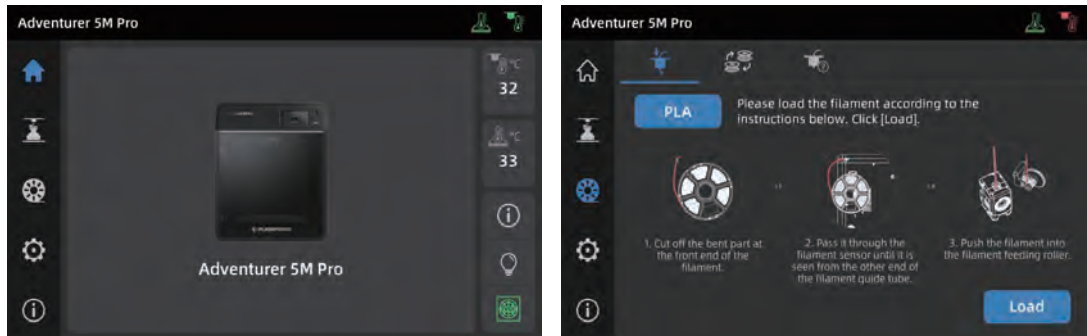 Adventurer 5M Pro
°C
32
°C
33
Adventurer 5M Pro
Adventurer 5M Pro
PLA
Please load the filament according to the
instructions below. Click [Load].
1. Cut off the bent part at
the front end of the
filament.
2. Pass it through the
filament sensor until it is
seen from the other end of
the filament guide tube.
3. Push the filament into
the filament feeding roller.
Load